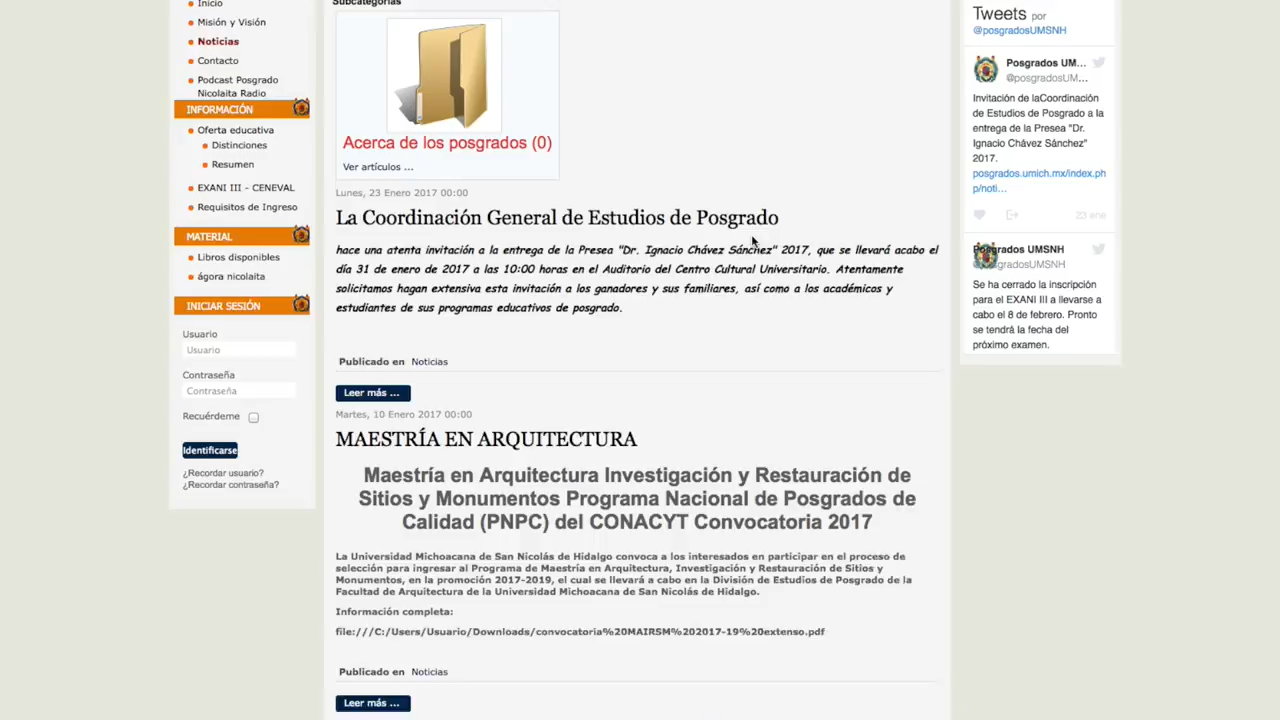 Inicio
Misión y Visión
Noticias
Contacto
Podcast Posgrado
Nicolaita Radio
INFORMACIÓN
Oferta educativa
Distinciones
Resumen
EXANI III - CENEVAL
Requisitos de Ingreso
MATERIAL
Libros disponibles
ágora nicolaita
INICIAR SESIÓN
Usuario
Usuario
Contraseña
Contraseña
Recuérdeme
Identificarse
¿Recordar usuario?
¿Recordar contraseña?
Subcategorías
Acerca de los posgrados (0)
Ver artículos ...
Lunes, 23 Enero 2017 00:00
La Coordinación General de Estudios de Posgrado
hace una atenta invitación a la entrega de la Presea "Dr. Ignacio Chávez Sánchez" 2017, que se llevará acabo el
día 31 de enero de 2017 a las 10:00 horas en el Auditorio del Centro Cultural Universitario. Atentamente
solicitamos hagan extensiva esta invitación a los ganadores y sus familiares, así como a los académicos y
estudiantes de sus programas educativos de posgrado.
Publicado en Noticias
Leer más ...
Martes, 10 Enero 2017 00:00
MAESTRÍA EN ARQUITECTURA
Maestría en Arquitectura Investigación y Restauración de
Sitios y Monumentos Programa Nacional de Posgrados de
Calidad (PNPC) del CONACYT Convocatoria 2017
La Universidad Michoacana de San Nicolás de Hidalgo convoca a los interesados en participar en el proceso de
selección para ingresar al Programa de Maestría en Arquitectura, Investigación y Restauración de Sitios y
Monumentos, en la promoción 2017-2019, el cual se llevará a cabo en la División de Estudios de Posgrado de la
Facultad de Arquitectura de la Universidad Michoacana de San Nicolás de Hidalgo.
Información completa:
file:///C:/Users/Usuario/Downloads/convocatoria%20MAIRSM%202017-19%20extenso.pdf
Publicado en Noticias
Leer más ...
Tweets por
@posgradosUMSNH
Posgrados UM...
@posgradosUM...
Invitación de laCoordinación
de Estudios de Posgrado a la
entrega de la Presea "Dr.
Ignacio Chávez Sánchez"
2017.
posgrados.umich.mx/index.ph
p/noti...
23 ene
Posgrados UMSNH
@posgradosUMSNH
Se ha cerrado la inscripción
para el EXANI III a llevarse a
cabo el 8 de febrero. Pronto
se tendrá la fecha del
próximo examen.